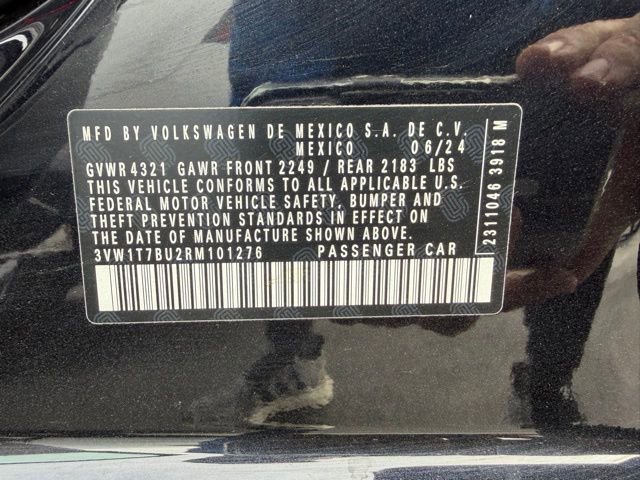 MFD BY VOLKSWAGEN DE MEXICO S.A. DE C.V.
MEXICO 06/24
GVWR 4321 GAWR FRONT 2249 / REAR 2183 LBS
THIS VEHICLE CONFORMS TO ALL APPLICABLE U.S.
FEDERAL MOTOR VEHICLE SAFETY, BUMPER AND
THEFT PREVENTION STANDARDS IN EFFECT ON
THE DATE OF MANUFACTURE SHOWN ABOVE.
3VW1T7BU2RM101276 PASSENGER CAR
2311046 3918 M